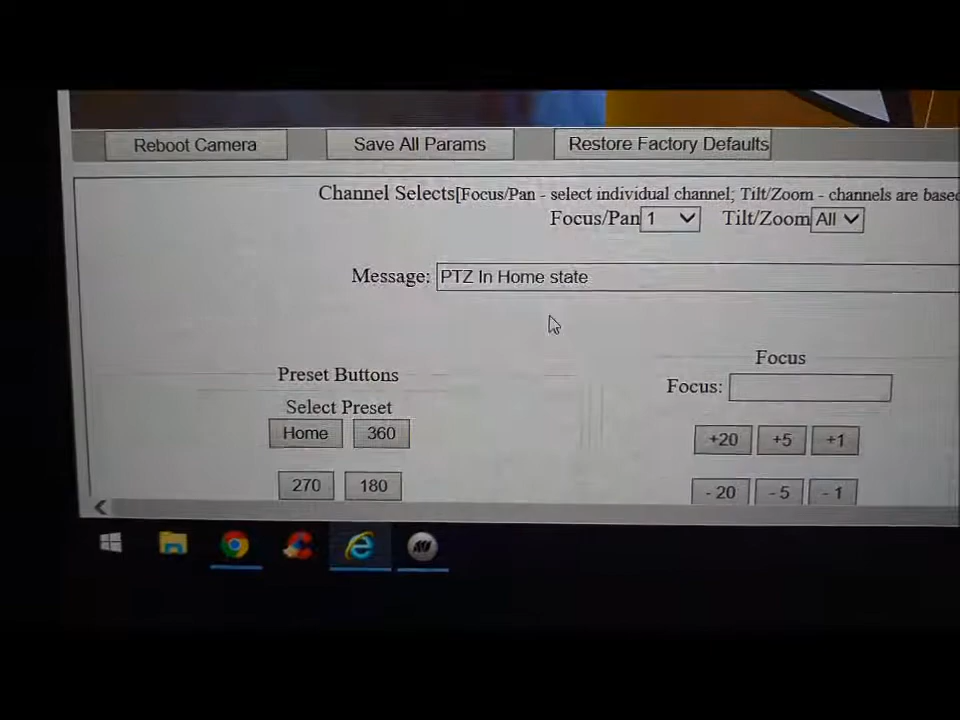 Reboot Camera Save All Params Restore Factory Defaults
Channel Selects[Focus/Pan - select individual channel; Tilt/Zoom - channels are based
Focus/Pan 1 Tilt/Zoom All
Message: PTZ In Home state
Preset Buttons
Select Preset
Home 360
270 180
Focus
Focus:
+20 +5 +1
- 20 - 5 - 1